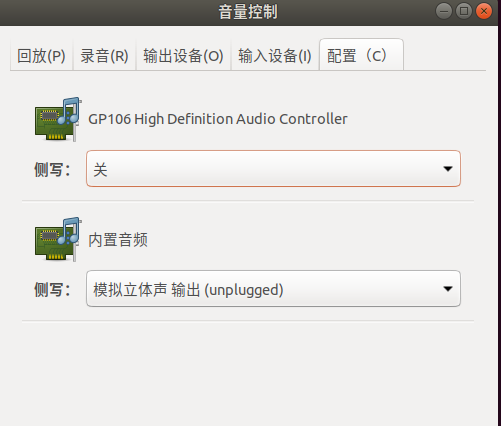 音量控制
回放(P) 录音(R) 输出设备(O) 输入设备(I) 配置（C）
GP106 High Definition Audio Controller
侧写： 关
内置音频
侧写： 模拟立体声 输出 (unplugged)